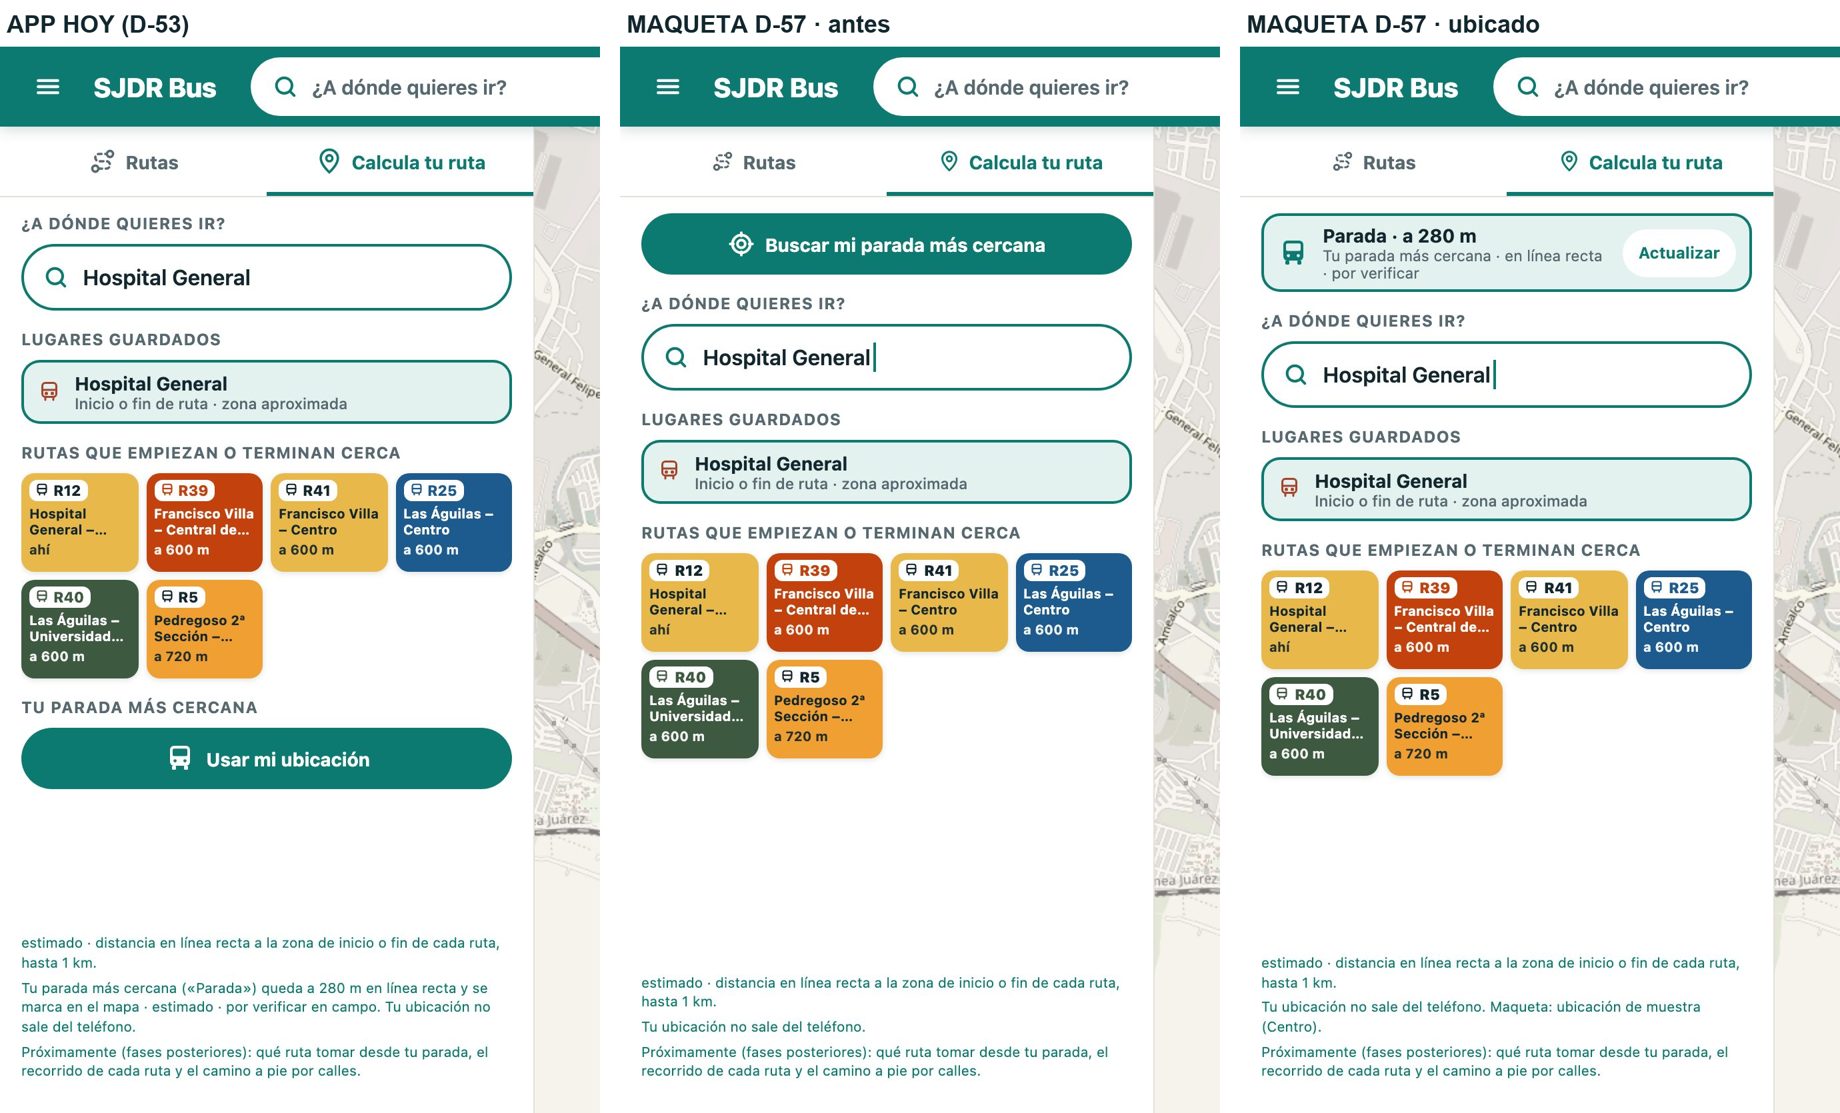 APP HOY (D-53)
SJDR Bus
¿A dónde quieres ir?
Rutas
Calcula tu ruta
¿A DÓNDE QUIERES IR?
Hospital General
LUGARES GUARDADOS
Hospital General
Inicio o fin de ruta · zona aproximada
RUTAS QUE EMPIEZAN O TERMINAN CERCA
R12
Hospital
General –...
ahí
R39
Francisco Villa
– Central de...
a 600 m
R41
Francisco Villa
– Centro
a 600 m
R25
Las Águilas –
Centro
a 600 m
R40
Las Águilas –
Universidad...
a 600 m
R5
Pedregoso 2ª
Sección –...
a 720 m
TU PARADA MÁS CERCANA
Usar mi ubicación
estimado · distancia en línea recta a la zona de inicio o fin de cada ruta,
hasta 1 km.
Tu parada más cercana («Parada») queda a 280 m en línea recta y se
marca en el mapa · estimado · por verificar en campo. Tu ubicación no
sale del teléfono.
Próximamente (fases posteriores): qué ruta tomar desde tu parada, el
recorrido de cada ruta y el camino a pie por calles.
General Felipe
Amealco
ea Juárez
MAQUETA D-57 · antes
SJDR Bus
¿A dónde quieres ir?
Rutas
Calcula tu ruta
Buscar mi parada más cercana
¿A DÓNDE QUIERES IR?
Hospital General
LUGARES GUARDADOS
Hospital General
Inicio o fin de ruta · zona aproximada
RUTAS QUE EMPIEZAN O TERMINAN CERCA
R12
Hospital
General –...
ahí
R39
Francisco Villa
– Central de...
a 600 m
R41
Francisco Villa
– Centro
a 600 m
R25
Las Águilas –
Centro
a 600 m
R40
Las Águilas –
Universidad...
a 600 m
R5
Pedregoso 2ª
Sección –...
a 720 m
estimado · distancia en línea recta a la zona de inicio o fin de cada ruta,
hasta 1 km.
Tu ubicación no sale del teléfono.
Próximamente (fases posteriores): qué ruta tomar desde tu parada, el
recorrido de cada ruta y el camino a pie por calles.
General Fel
Amealco
nea Juárez
MAQUETA D-57 · ubicado
SJDR Bus
¿A dónde quieres ir?
Rutas
Calcula tu ruta
Parada · a 280 m
Tu parada más cercana · en línea recta
· por verificar
Actualizar
¿A DÓNDE QUIERES IR?
Hospital General
LUGARES GUARDADOS
Hospital General
Inicio o fin de ruta · zona aproximada
RUTAS QUE EMPIEZAN O TERMINAN CERCA
R12
Hospital
General –...
ahí
R39
Francisco Villa
– Central de...
a 600 m
R41
Francisco Villa
– Centro
a 600 m
R25
Las Águilas –
Centro
a 600 m
R40
Las Águilas –
Universidad...
a 600 m
R5
Pedregoso 2ª
Sección –...
a 720 m
estimado · distancia en línea recta a la zona de inicio o fin de cada ruta,
hasta 1 km.
Tu ubicación no sale del teléfono. Maqueta: ubicación de muestra
(Centro).
Próximamente (fases posteriores): qué ruta tomar desde tu parada, el
recorrido de cada ruta y el camino a pie por calles.
General Fel
Amealco
nea Juárez